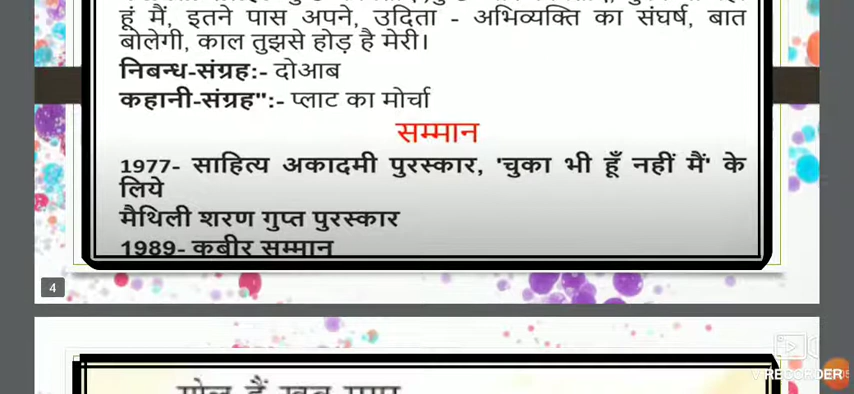 हूं मैं, इतने पास अपने, उदिता - अभिव्यक्ति का संघर्ष, बात
बोलेगी, काल तुझसे होड़ है मेरी।
निबन्ध-संग्रह:- दोआब
कहानी-संग्रह":- प्लाट का मोर्चा
सम्मान
1977- साहित्य अकादमी पुरस्कार, 'चुका भी हूँ नहीं मैं' के
लिये
मैथिली शरण गुप्त पुरस्कार
1989- कबीर सम्मान
4